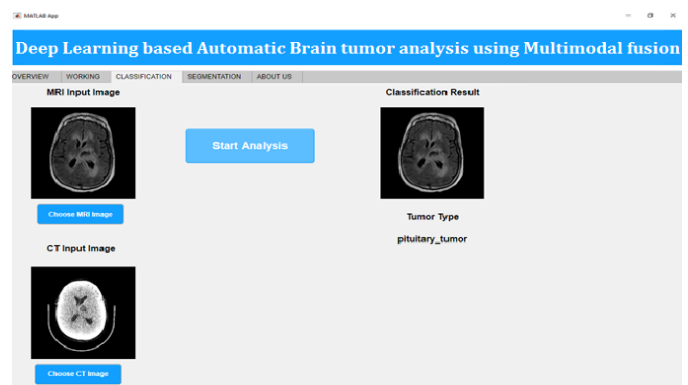 MATLAB App
Deep Learning based Automatic Brain tumor analysis using Multimodal fusion
OVERVIEW WORKING CLASSIFICATION SEGMENTATION ABOUT US
MRI Input Image
Classification Result
Start Analysis
Choose MRI Image
Tumor Type
pituitary_tumor
CT Input Image
Choose CT Image